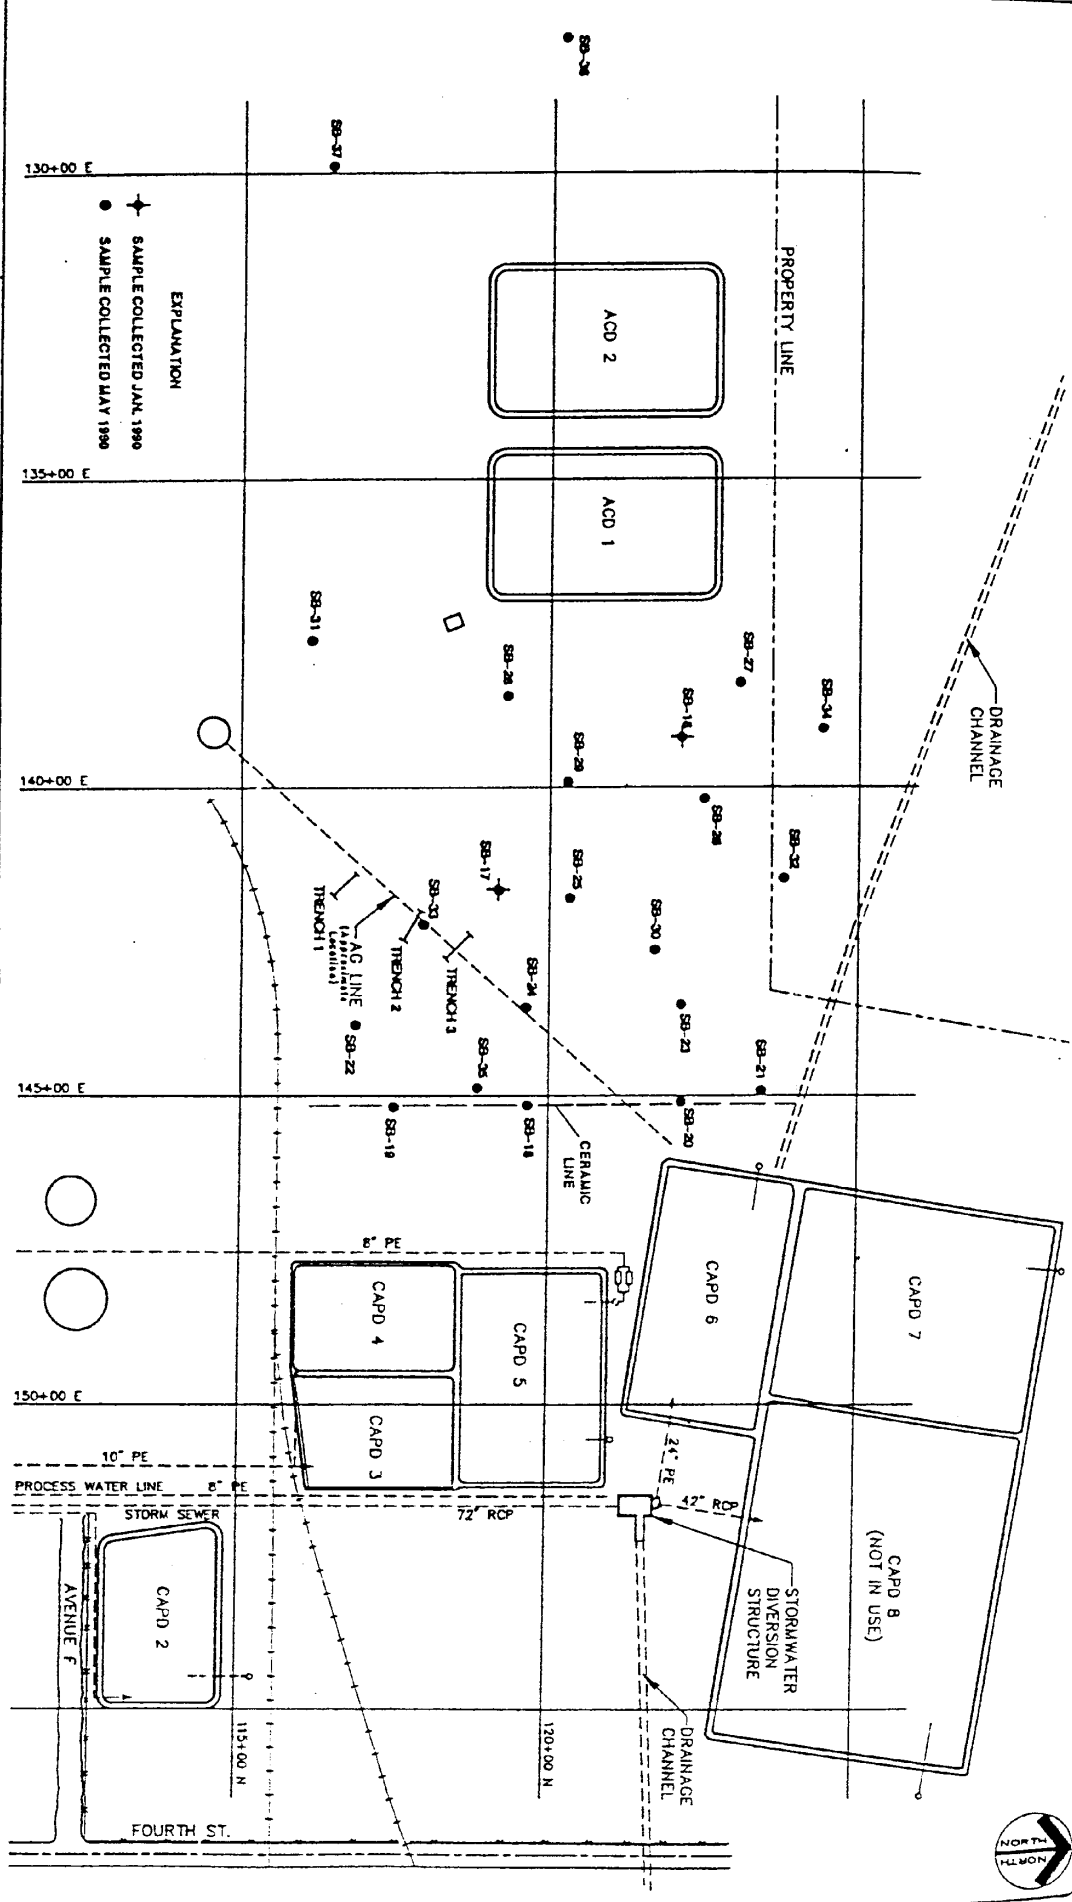 SB-37
130+00 E
EXPLANATION
SAMPLE COLLECTED JAN. 1990
SAMPLE COLLECTED MAY 1990
PROPERTY LINE
ACD 2
135+00 E
ACD 1
DRAINAGE
CHANNEL
SB-31
SB-27
SB-34
SB-29
140+00 E
SB-32
SB-25
SB-17
SB-30
SB-33
TRENCH 1
AG LINE
(Approximate
Location)
TRENCH 2
TRENCH 3
SB-24
SB-23
SB-22
SB-35
SB-21
145+00 E
SB-20
SB-19
SB-18
CERAMIC
LINE
8" PE
CAPD 4
CAPD 5
CAPD 6
CAPD 7
150+00 E
CAPD 3
10" PE
PROCESS WATER LINE
8" PE
STORM SEWER
72" RCP
24" PE
42" RCP
CAPD 8
(NOT IN USE)
STORMWATER
DIVERSION
STRUCTURE
CAPD 2
AVENUE F
115+00 N
120+00 N
DRAINAGE
CHANNEL
FOURTH ST.
NORTH
NORTH